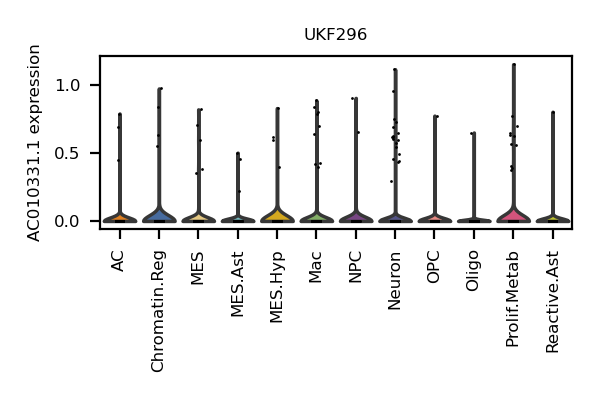 UKF296
AC010331.1 expression
1.0
0.5
0.0
AC
Chromatin.Reg
MES
MES.Ast
MES.Hyp
Mac
NPC
Neuron
OPC
Oligo
Prolif.Metab
Reactive.Ast